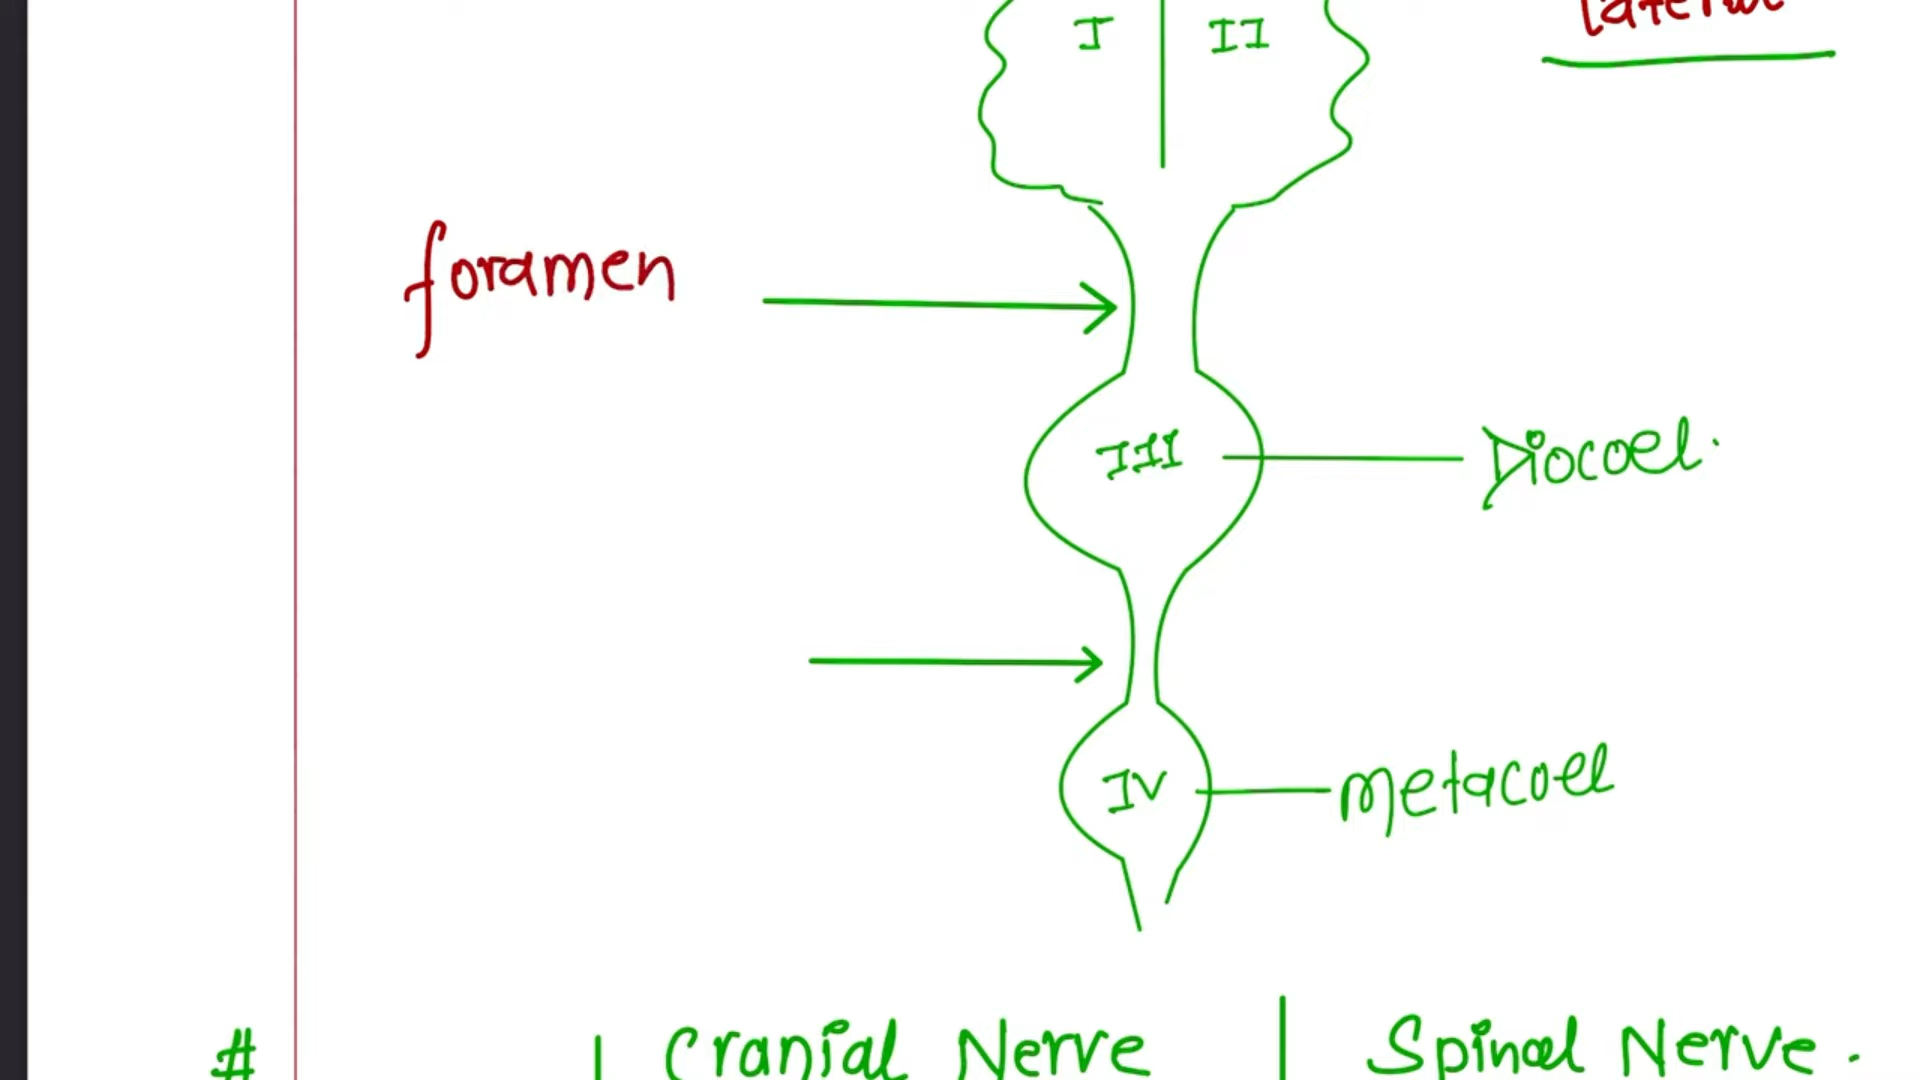 I II
foramen
III Diocoel.
IV metacoel
# | Cranial Nerve | Spinal Nerve.